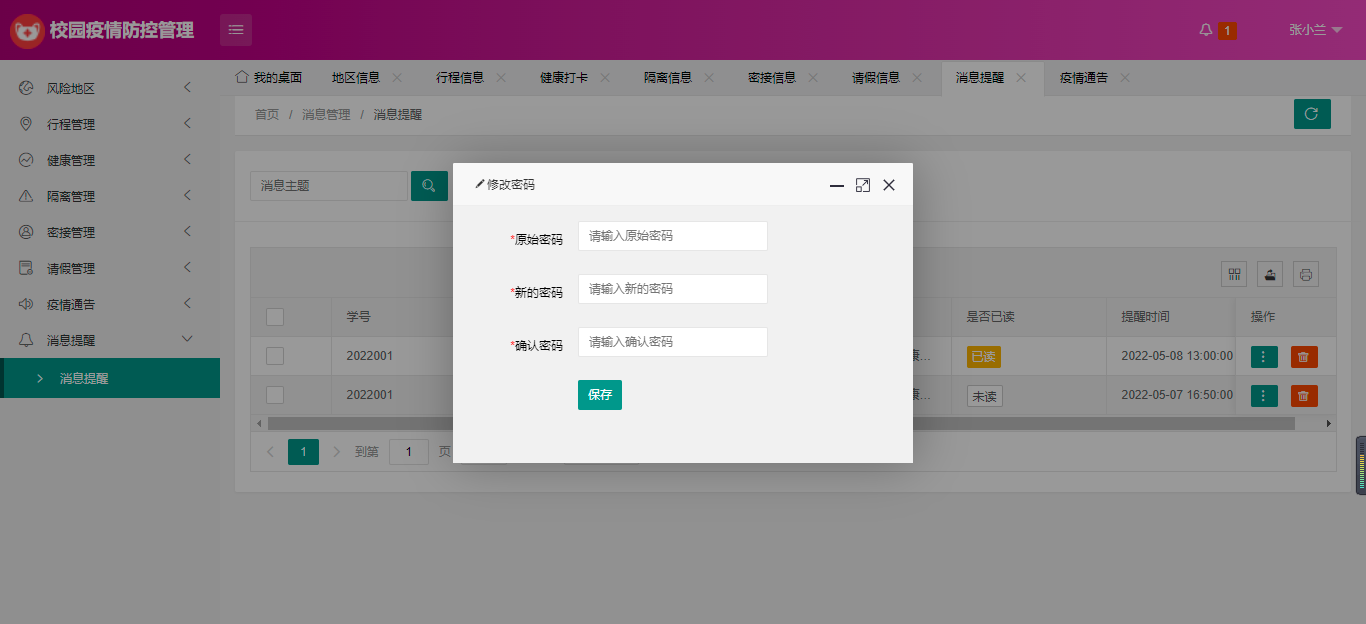 校园疫情防控管理
1
张小兰
风险地区
行程管理
健康管理
隔离管理
密接管理
请假管理
疫情通告
消息提醒
消息提醒
我的桌面 地区信息 行程信息 健康打卡 隔离信息 密接信息 请假信息 消息提醒 疫情通告
首页 / 消息管理 / 消息提醒
消息主题
修改密码
*原始密码 请输入原始密码
*新的密码 请输入新的密码
*确认密码 请输入确认密码
保存
学号 是否已读 提醒时间 操作
2022001 康... 已读 2022-05-08 13:00:00
2022001 康... 未读 2022-05-07 16:50:00
1 到第 1 页